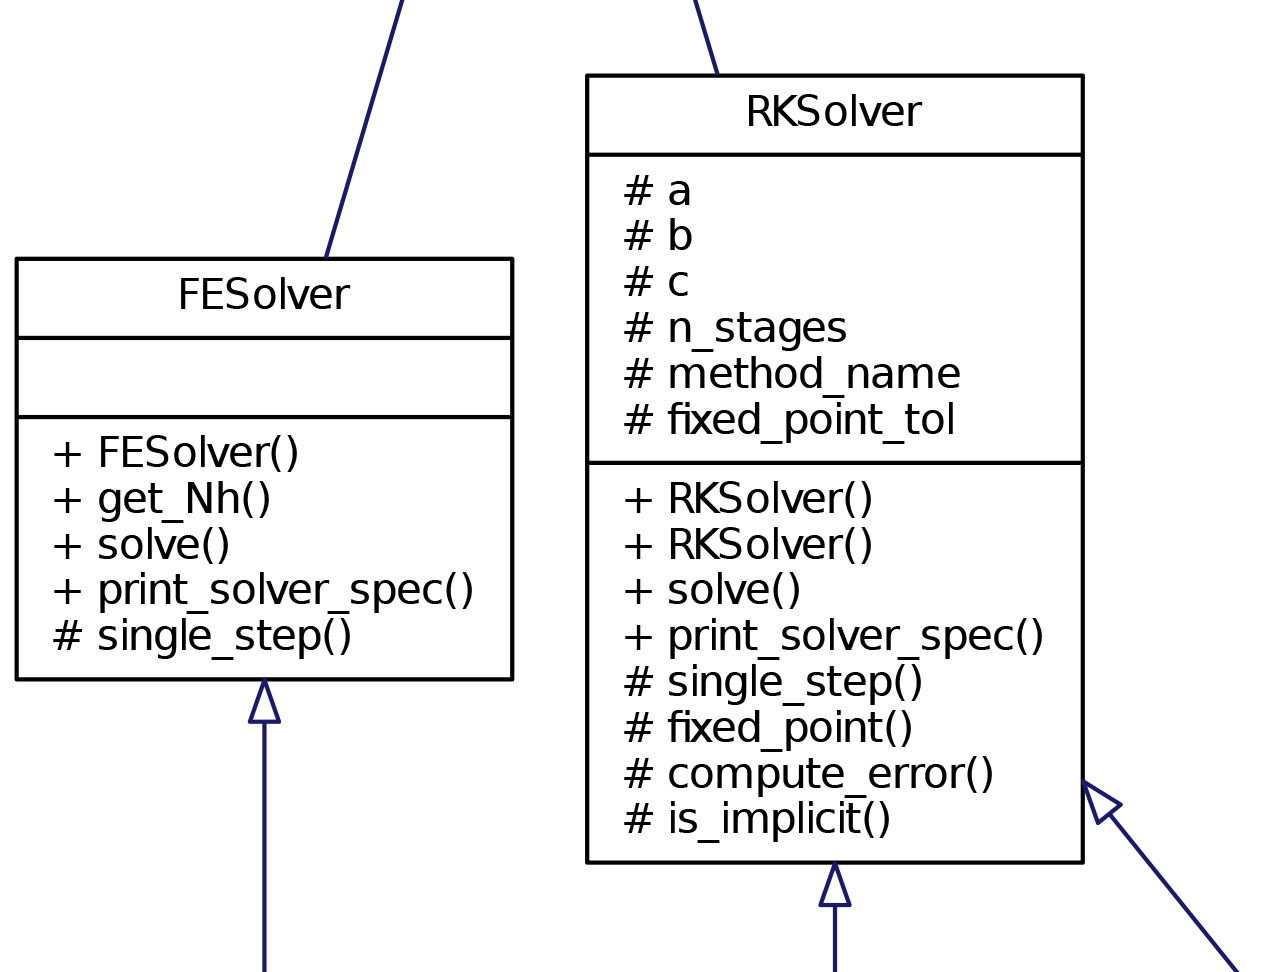 FESolver
+ FESolver()
+ get_Nh()
+ solve()
+ print_solver_spec()
# single_step()
RKSolver
# a
# b
# c
# n_stages
# method_name
# fixed_point_tol
+ RKSolver()
+ RKSolver()
+ solve()
+ print_solver_spec()
# single_step()
# fixed_point()
# compute_error()
# is_implicit()